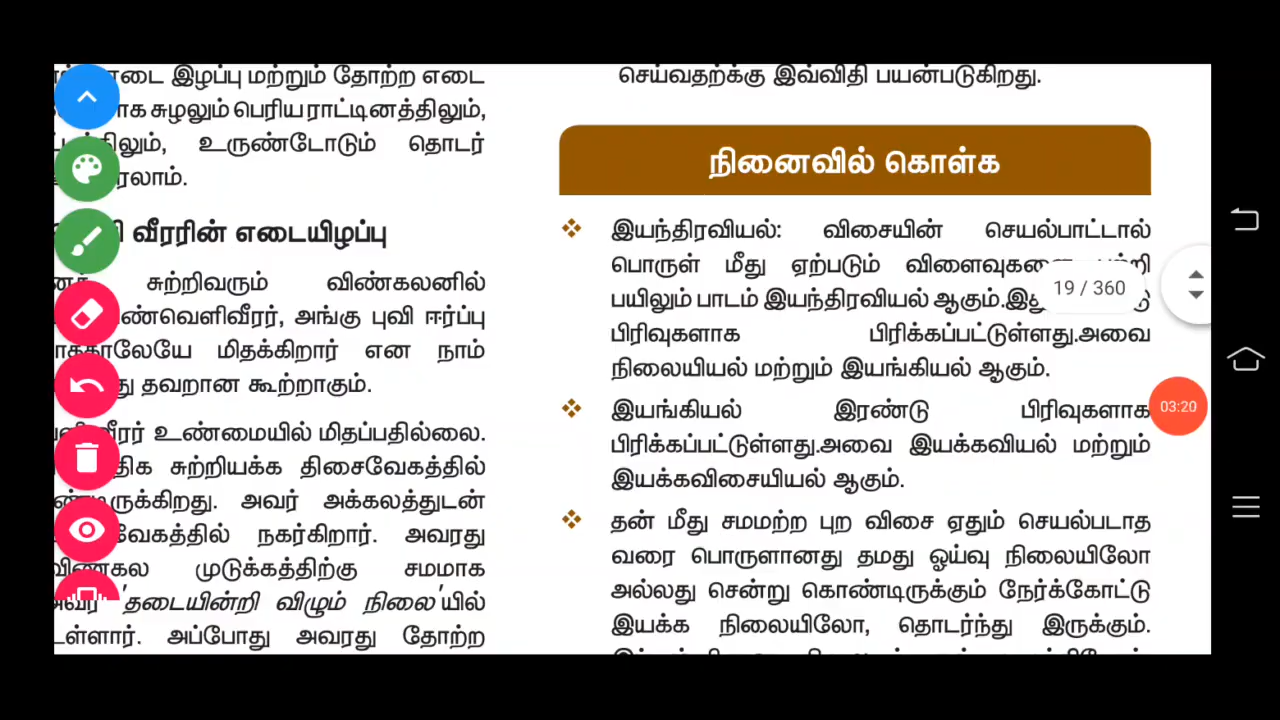 எடை இழப்பு மற்றும் தோற்ற எடை
சுழலும் பெரிய ராட்டினத்திலும்,
உருண்டோடும் தொடர்
வீரரின் எடையிழப்பு
சுற்றிவரும் விண்கலனில்
அங்கு புவி ஈர்ப்பு
மிதக்கிறார் என நாம்
தவறான கூற்றாகும்.
உண்மையில் மிதப்பதில்லை.
சுற்றியக்க திசைவேகத்தில்
அவர் அக்கலத்துடன்
நகர்கிறார். அவரது
முடுக்கத்திற்கு சமமாக
'தடையின்றி விழும் நிலை'யில்
அப்போது அவரது தோற்ற
செய்வதற்க்கு இவ்விதி பயன்படுகிறது.
நினைவில் கொள்க
❖ இயந்திரவியல்: விசையின் செயல்பாட்டால்
பொருள் மீது ஏற்படும்
பயிலும் பாடம் இயந்திரவியல் ஆகும்.
பிரிவுகளாக பிரிக்கப்பட்டுள்ளது.அவை
நிலையியல் மற்றும் இயங்கியல் ஆகும்.
❖ இயங்கியல் இரண்டு பிரிவுகளாக
பிரிக்கப்பட்டுள்ளது.அவை இயக்கவியல் மற்றும்
இயக்கவிசையியல் ஆகும்.
❖ தன் மீது சமமற்ற புற விசை ஏதும் செயல்படாத
வரை பொருளானது தமது ஓய்வு நிலையிலோ
அல்லது சென்று கொண்டிருக்கும் நேர்க்கோட்டு
இயக்க நிலையிலோ, தொடர்ந்து இருக்கும்.
19 / 360
03:20